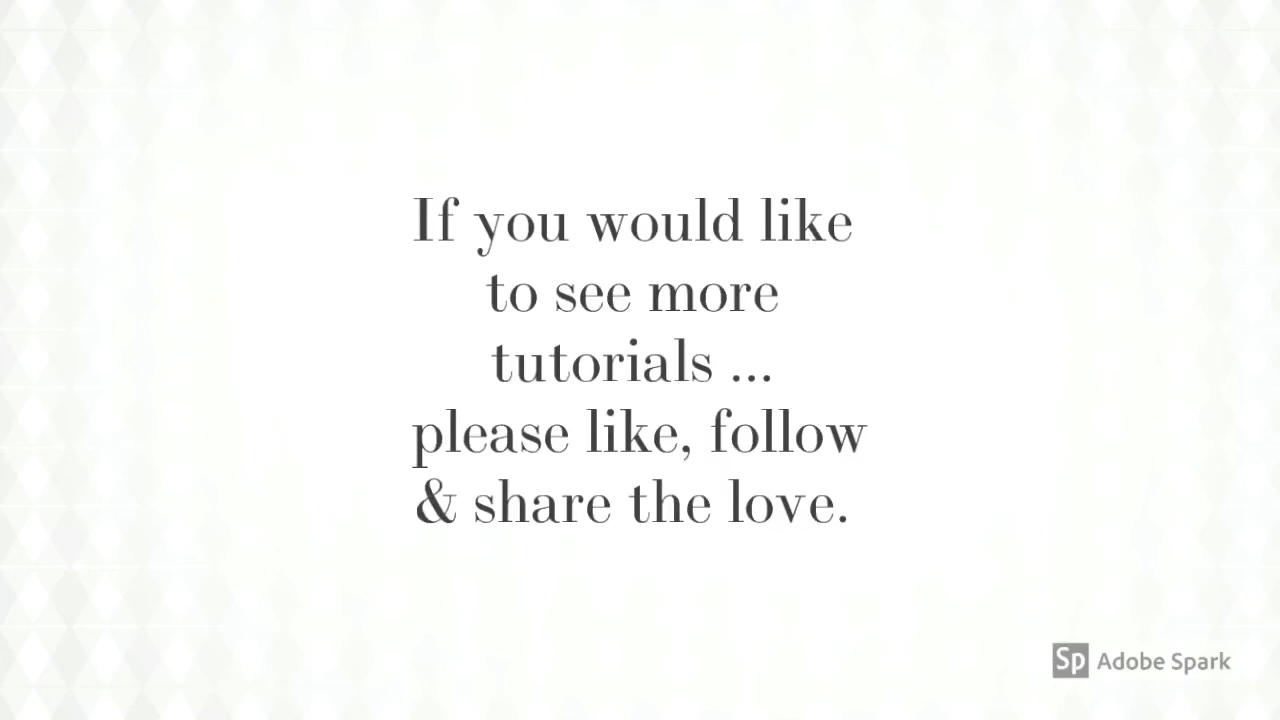 If you would like
to see more
tutorials ...
please like, follow
& share the love.
Sp Adobe Spark